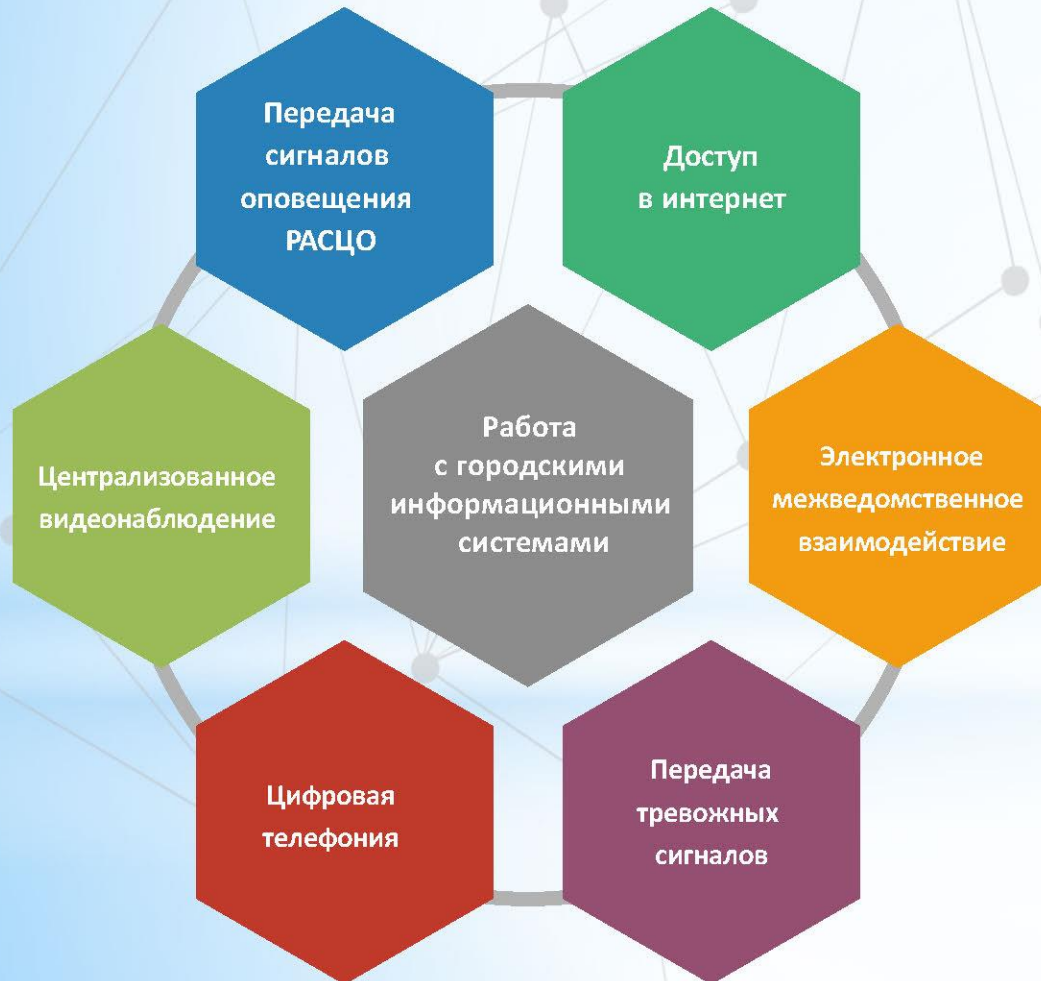 Передача
сигналов
оповещения
РАСЦО
Доступ
в интернет
Централизованное
видеонаблюдение
Работа
с городскими
информационными
системами
Электронное
межведомственное
взаимодействие
Цифровая
телефония
Передача
тревожных
сигналов